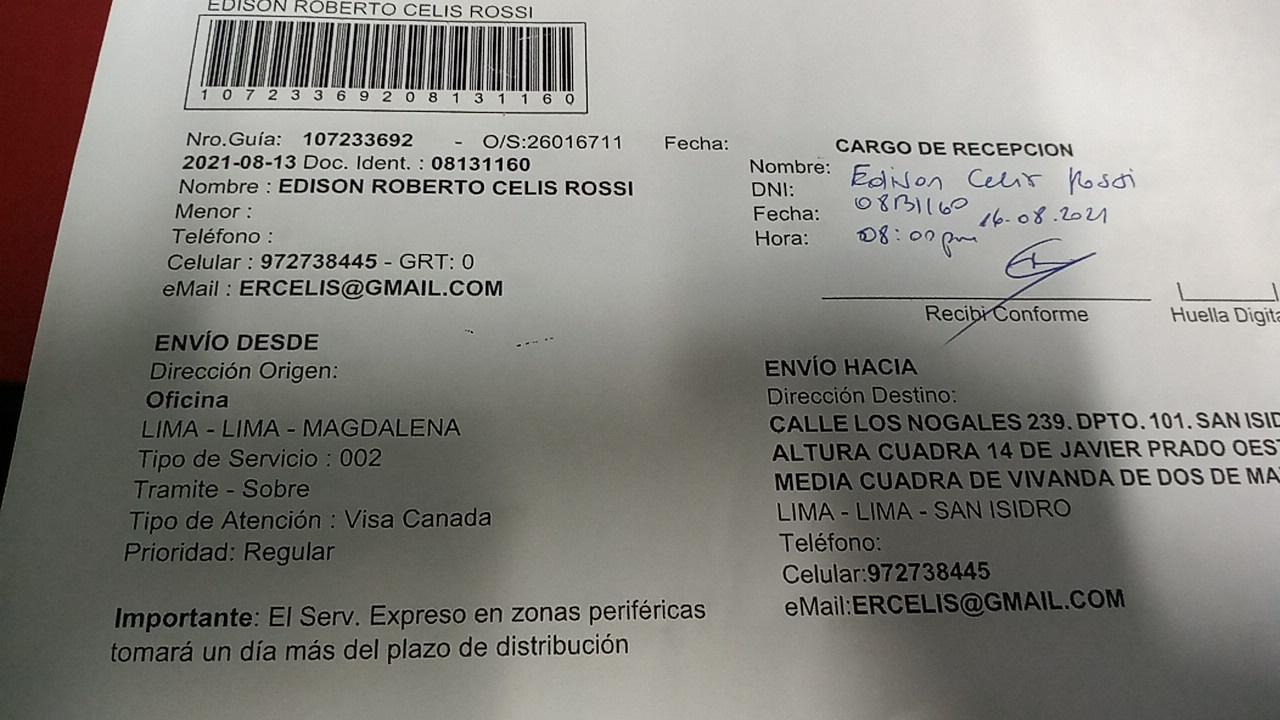 EDISON ROBERTO CELIS ROSSI
107233692081311 60
Nro.Guía: 107233692 - O/S:26016711 Fecha:
2021-08-13 Doc. Ident. : 08131160
Nombre : EDISON ROBERTO CELIS ROSSI
Menor :
Teléfono :
Celular : 972738445 - GRT: 0
eMail : ERCELIS@GMAIL.COM
CARGO DE RECEPCION
Nombre: Edison Celis Rossi
DNI: 08131160
Fecha: 16.08.2021
Hora: 08:00 pm
Recibi Conforme
Huella Digita
ENVÍO DESDE
Dirección Origen:
Oficina
LIMA - LIMA - MAGDALENA
Tipo de Servicio : 002
Tramite - Sobre
Tipo de Atención : Visa Canada
Prioridad: Regular
ENVÍO HACIA
Dirección Destino:
CALLE LOS NOGALES 239. DPTO. 101. SAN ISID
ALTURA CUADRA 14 DE JAVIER PRADO OES
MEDIA CUADRA DE VIVANDA DE DOS DE MA
LIMA - LIMA - SAN ISIDRO
Teléfono:
Celular:972738445
eMail:ERCELIS@GMAIL.COM
Importante: El Serv. Expreso en zonas periféricas
tomará un día más del plazo de distribución